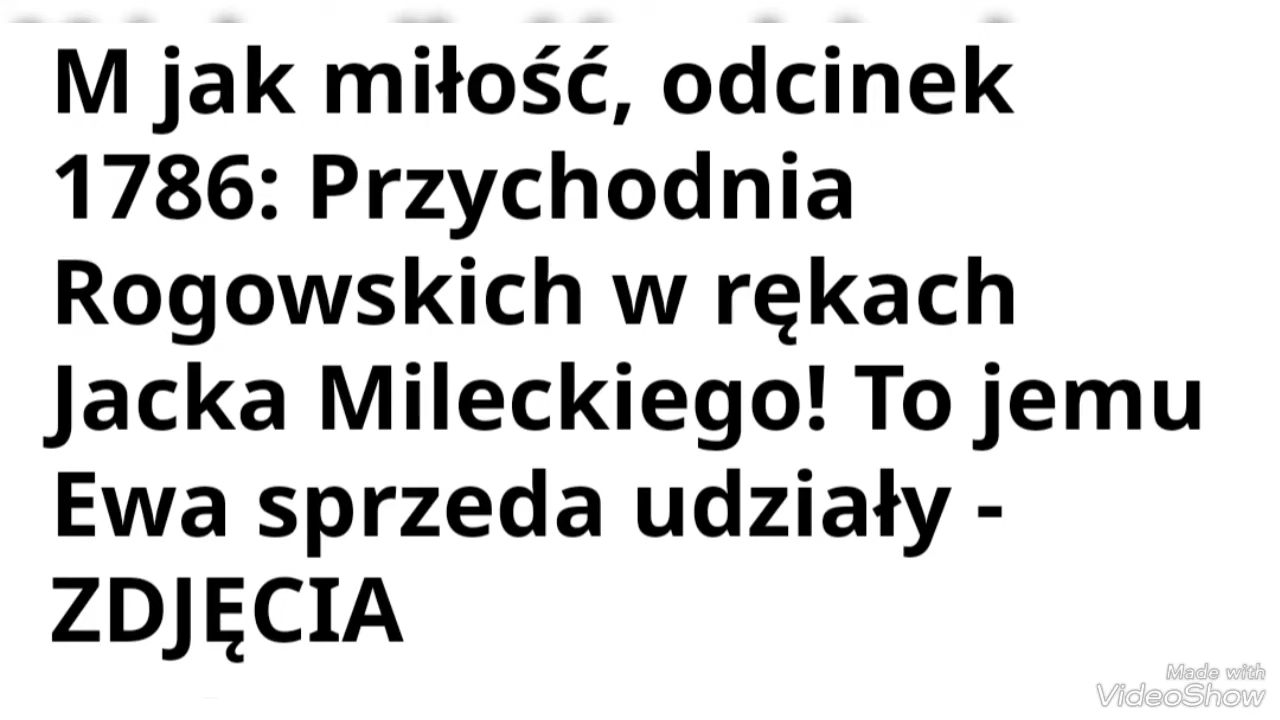 M jak miłość, odcinek
1786: Przychodnia
Rogowskich w rękach
Jacka Mileckiego! To jemu
Ewa sprzeda udziały -
ZDJĘCIA
Made with
VideoShow